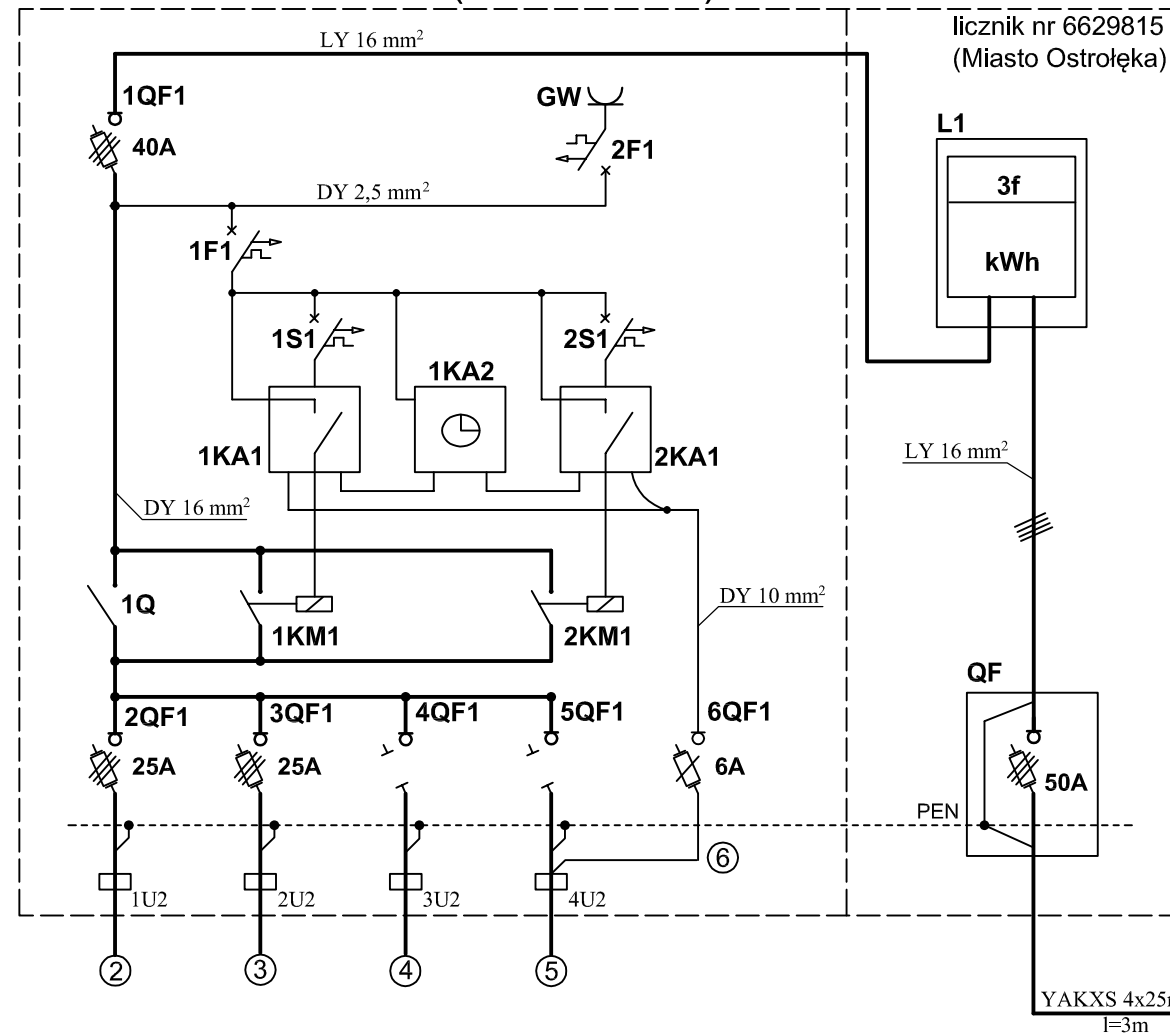 licznik nr 6629815
(Miasto Ostrołęka)
LY 16 mm²
1QF1
40A
GW
2F1
DY 2,5 mm²
1F1
1S1
2S1
1KA2
1KA1
2KA1
DY 16 mm²
L1
3f
kWh
LY 16 mm²
DY 10 mm²
1Q
1KM1
2KM1
QF
50A
PEN
2QF1
3QF1
4QF1
5QF1
6QF1
25A
25A
6A
6
1U2
2U2
3U2
4U2
2
3
4
5
YAKXS 4x25
l=3m